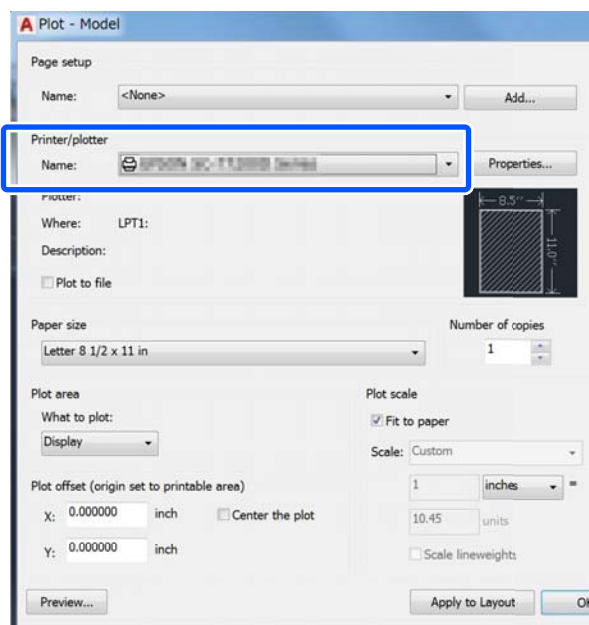 A Plot - Model
Page setup
Name: <None> Add...
Printer/plotter
Name: Properties...
Plotter:
Where: LPT1:
Description:
Plot to file
8.5''
11.0''
Paper size Number of copies
Letter 8 1/2 x 11 in 1
Plot area Plot scale
What to plot: Fit to paper
Display Scale: Custom
Plot offset (origin set to printable area) 1 inches =
X: 0.000000 inch Center the plot
10.45 units
Y: 0.000000 inch Scale lineweights
Preview... Apply to Layout OK